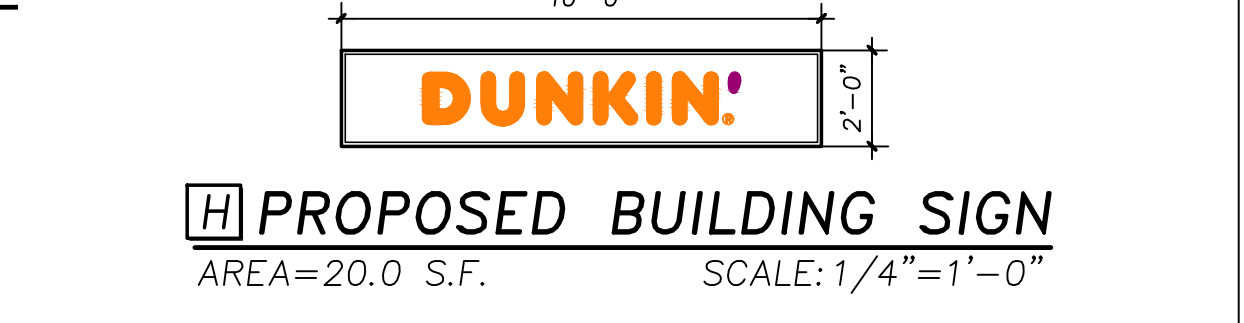 DUNKIN'®
2'-0"
H PROPOSED BUILDING SIGN
AREA=20.0 S.F. SCALE: 1/4"=1'-0"